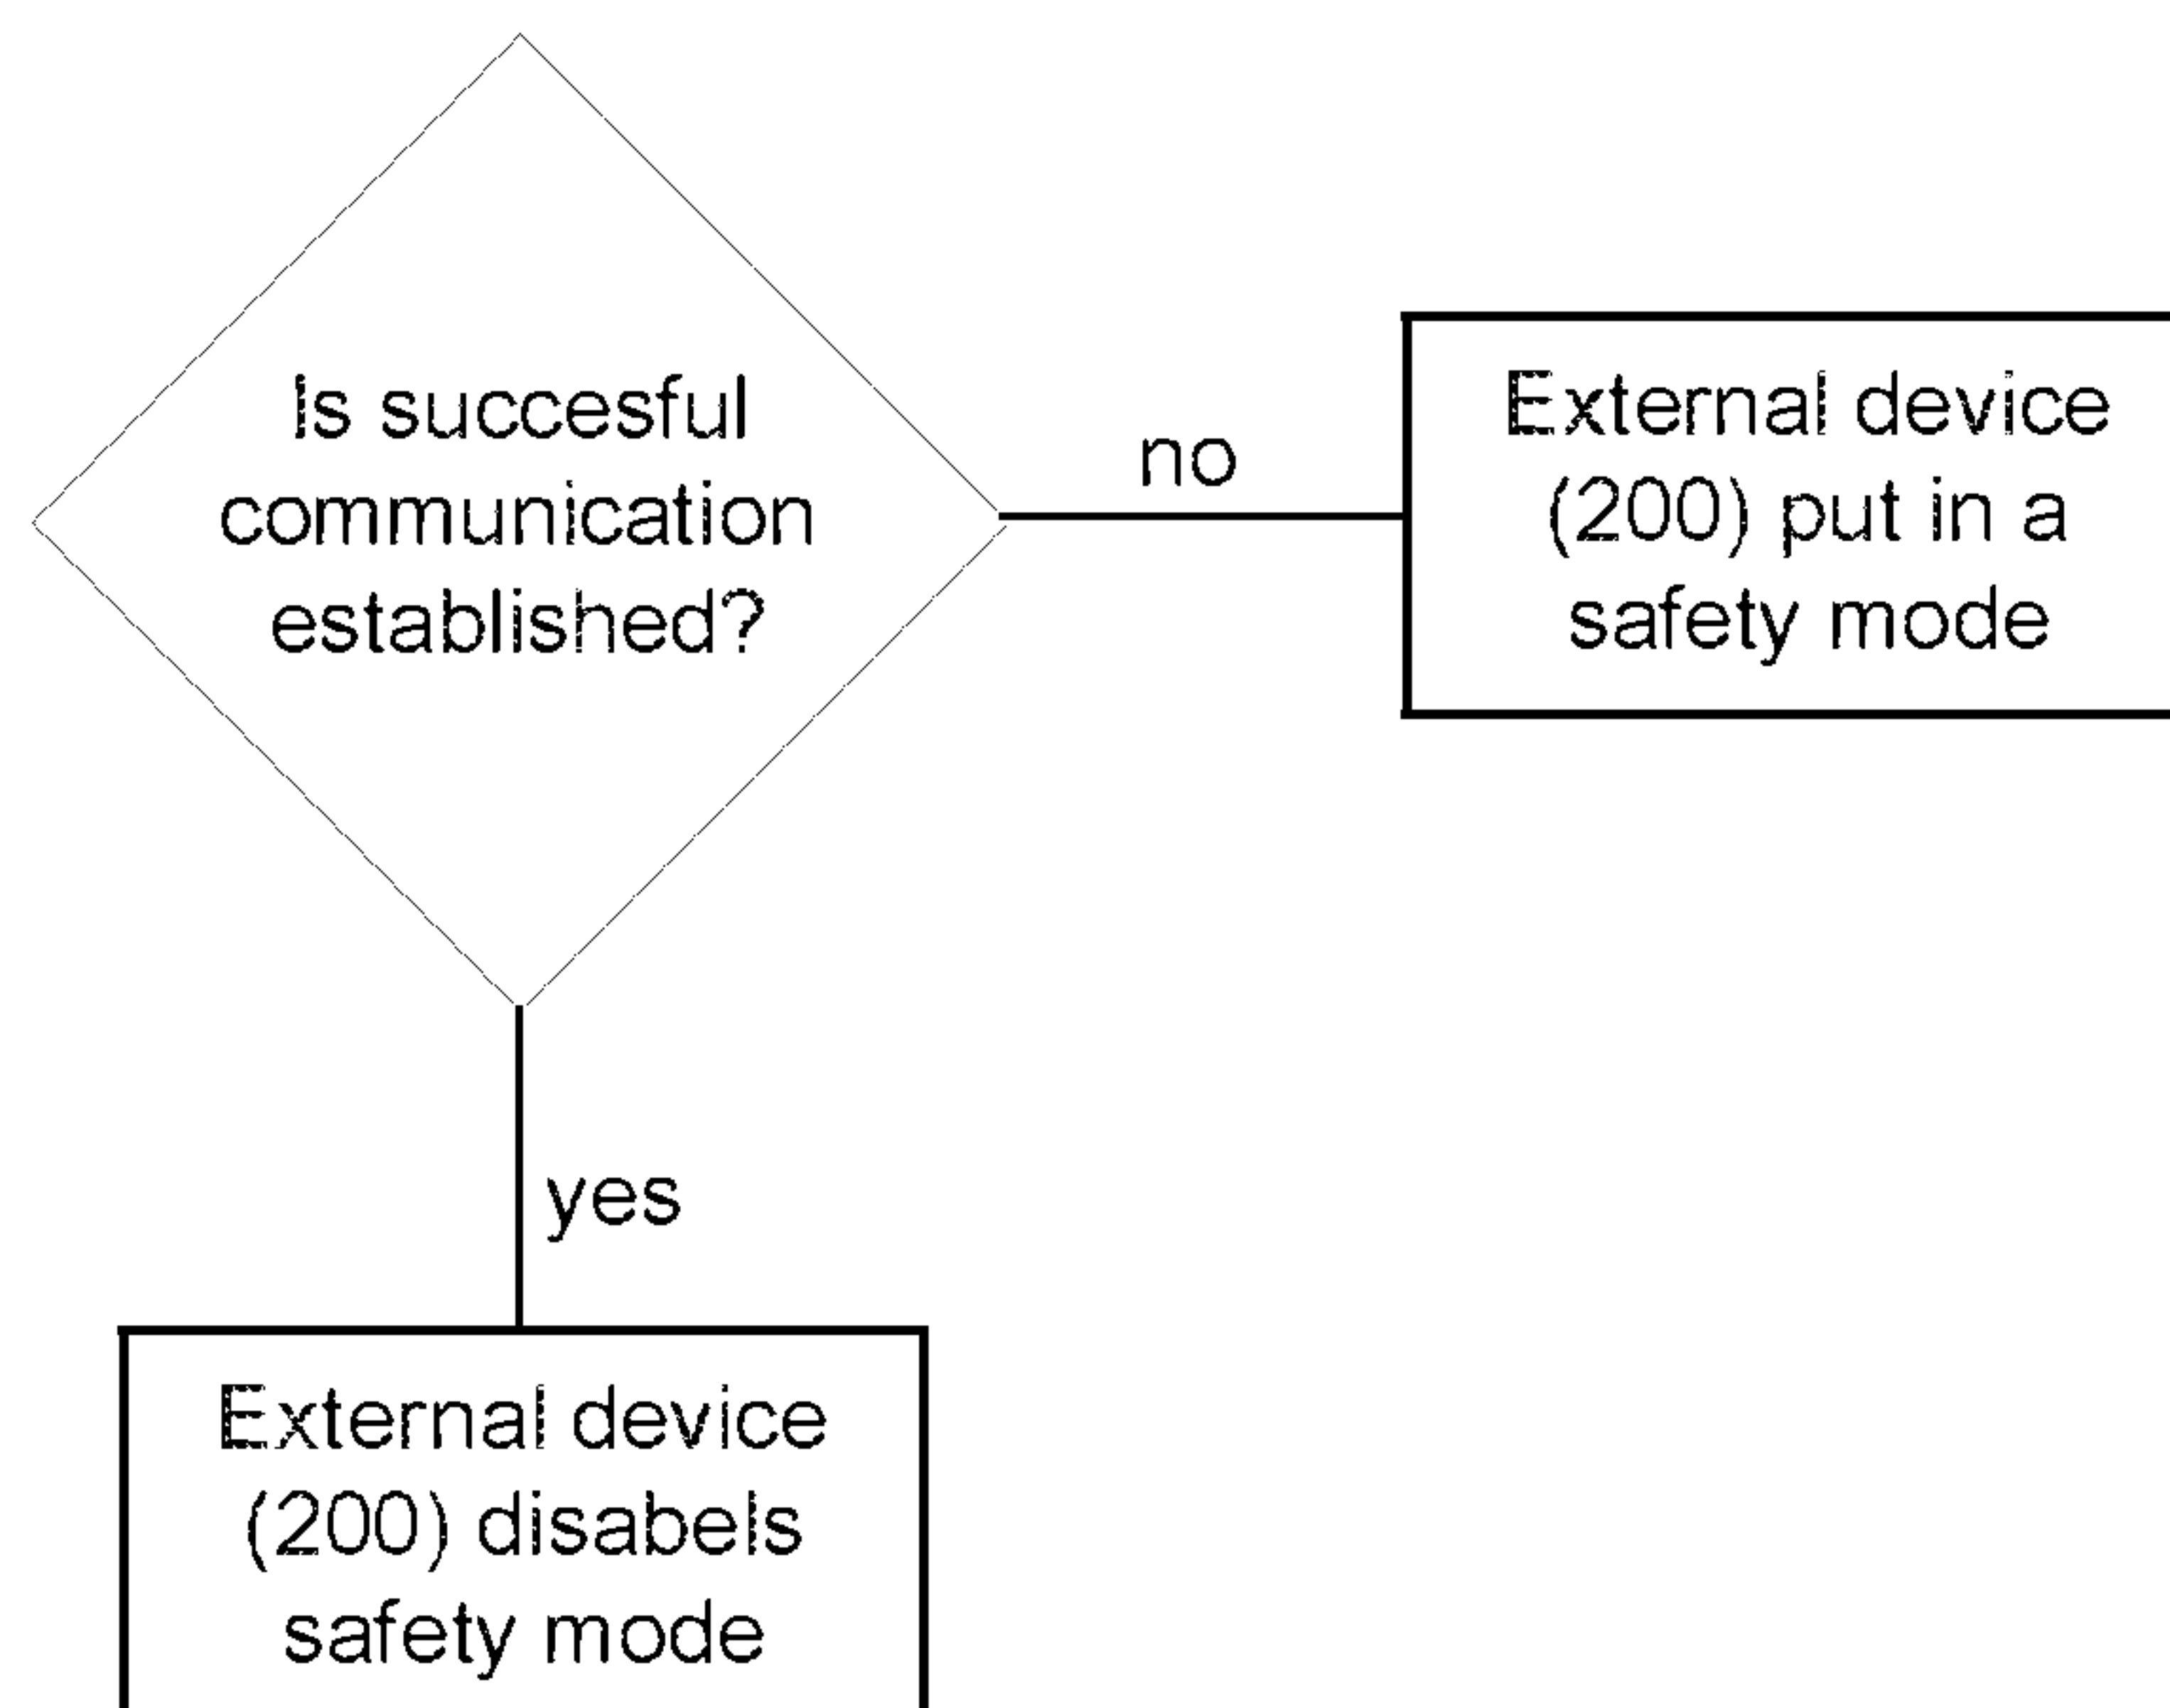 Is succesful
communication
established?
no
External device
(200) put in a
safety mode
yes
External device
(200) disabels
safety mode